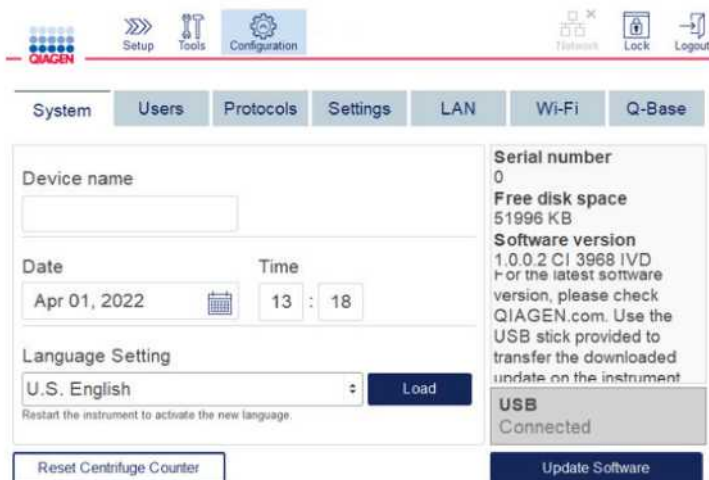 QIAGEN
Setup
Tools
Configuration
Network
Lock
Logout
System
Users
Protocols
Settings
LAN
Wi-Fi
Q-Base
Device name
Date
Time
Apr 01, 2022
13 : 18
Language Setting
U.S. English
Load
Restart the instrument to activate the new language.
Reset Centrifuge Counter
Serial number
0
Free disk space
51996 KB
Software version
1.0.0.2 CI 3968 IVD
For the latest software
version, please check
QIAGEN.com. Use the
USB stick provided to
transfer the downloaded
update on the instrument
USB
Connected
Update Software